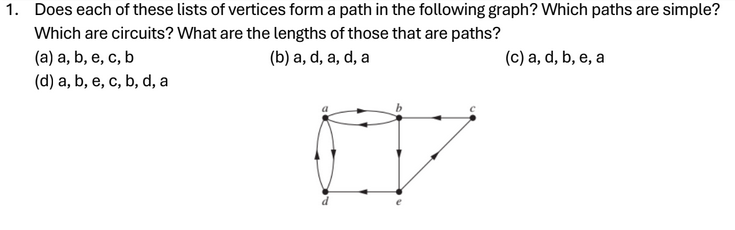 1. Does each of these lists of vertices form a path in the following graph? Which paths are simple?
Which are circuits? What are the lengths of those that are paths?
(a) a, b, e, c, b (b) a, d, a, d, a (c) a, d, b, e, a
(d) a, b, e, c, b, d, a
a b c
d e